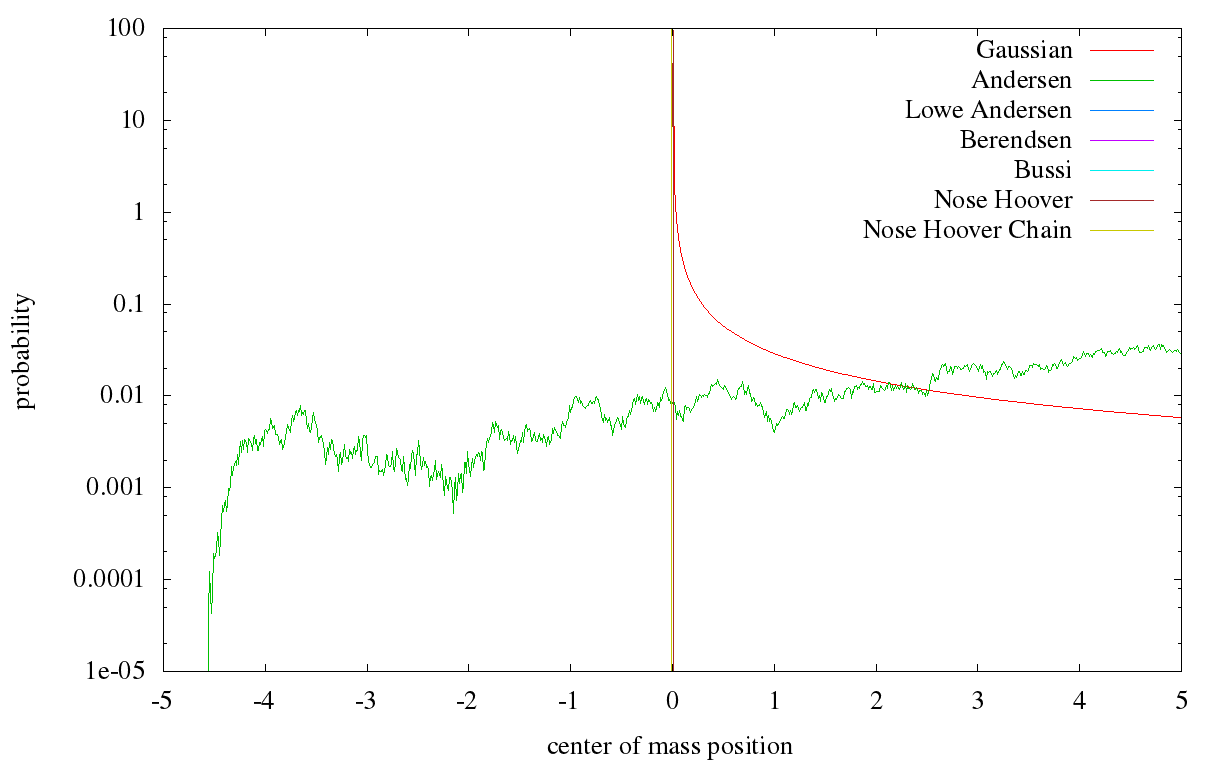 100
10
1
0.1
0.01
0.001
0.0001
1e-05
probability
Gaussian
Andersen
Lowe Andersen
Berendsen
Bussi
Nose Hoover
Nose Hoover Chain
-5 -4 -3 -2 -1 0 1 2 3 4 5
center of mass position